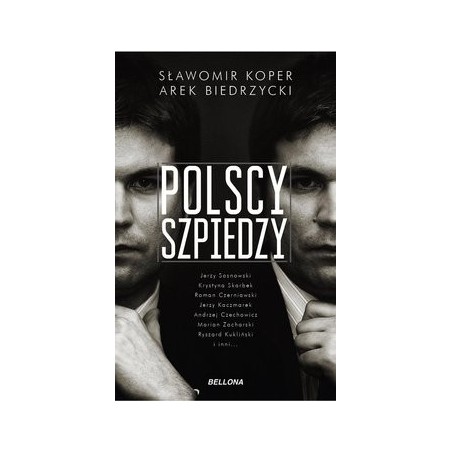 SŁAWOMIR KOPER
AREK BIEDRZYCKI
POLSCY
SZPIEDZY
Jerzy Sosnowski
Krystyna Skarbek
Roman Czerniawski
Jerzy Kaczmarek
Andrzej Czechowicz
Marian Zacharski
Ryszard Kukliński
i inni...
BELLONA